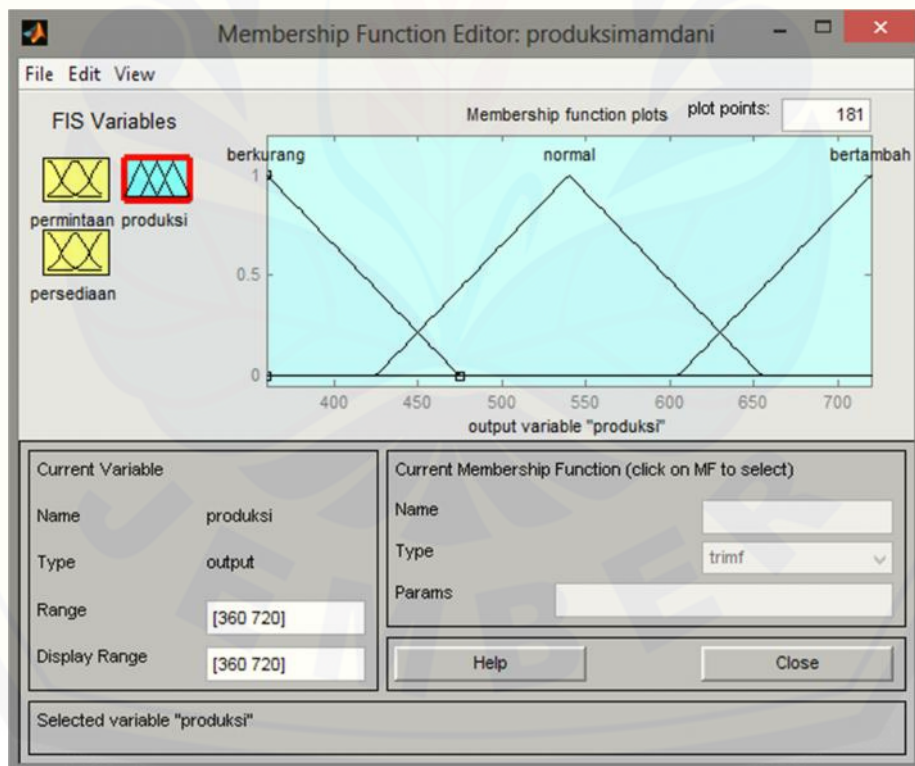 Membership Function Editor: produksimamdani
File Edit View
FIS Variables
permintaan
produksi
persediaan
Membership function plots
plot points:
181
berkurang
normal
bertambah
1
0.5
0
400
450
500
550
600
650
700
output variable "produksi"
Current Variable
Name
produksi
Type
output
Range
[360 720]
Display Range
[360 720]
Current Membership Function (click on MF to select)
Name
Type
trimf
Params
Help
Close
Selected variable "produksi"
JEMBER